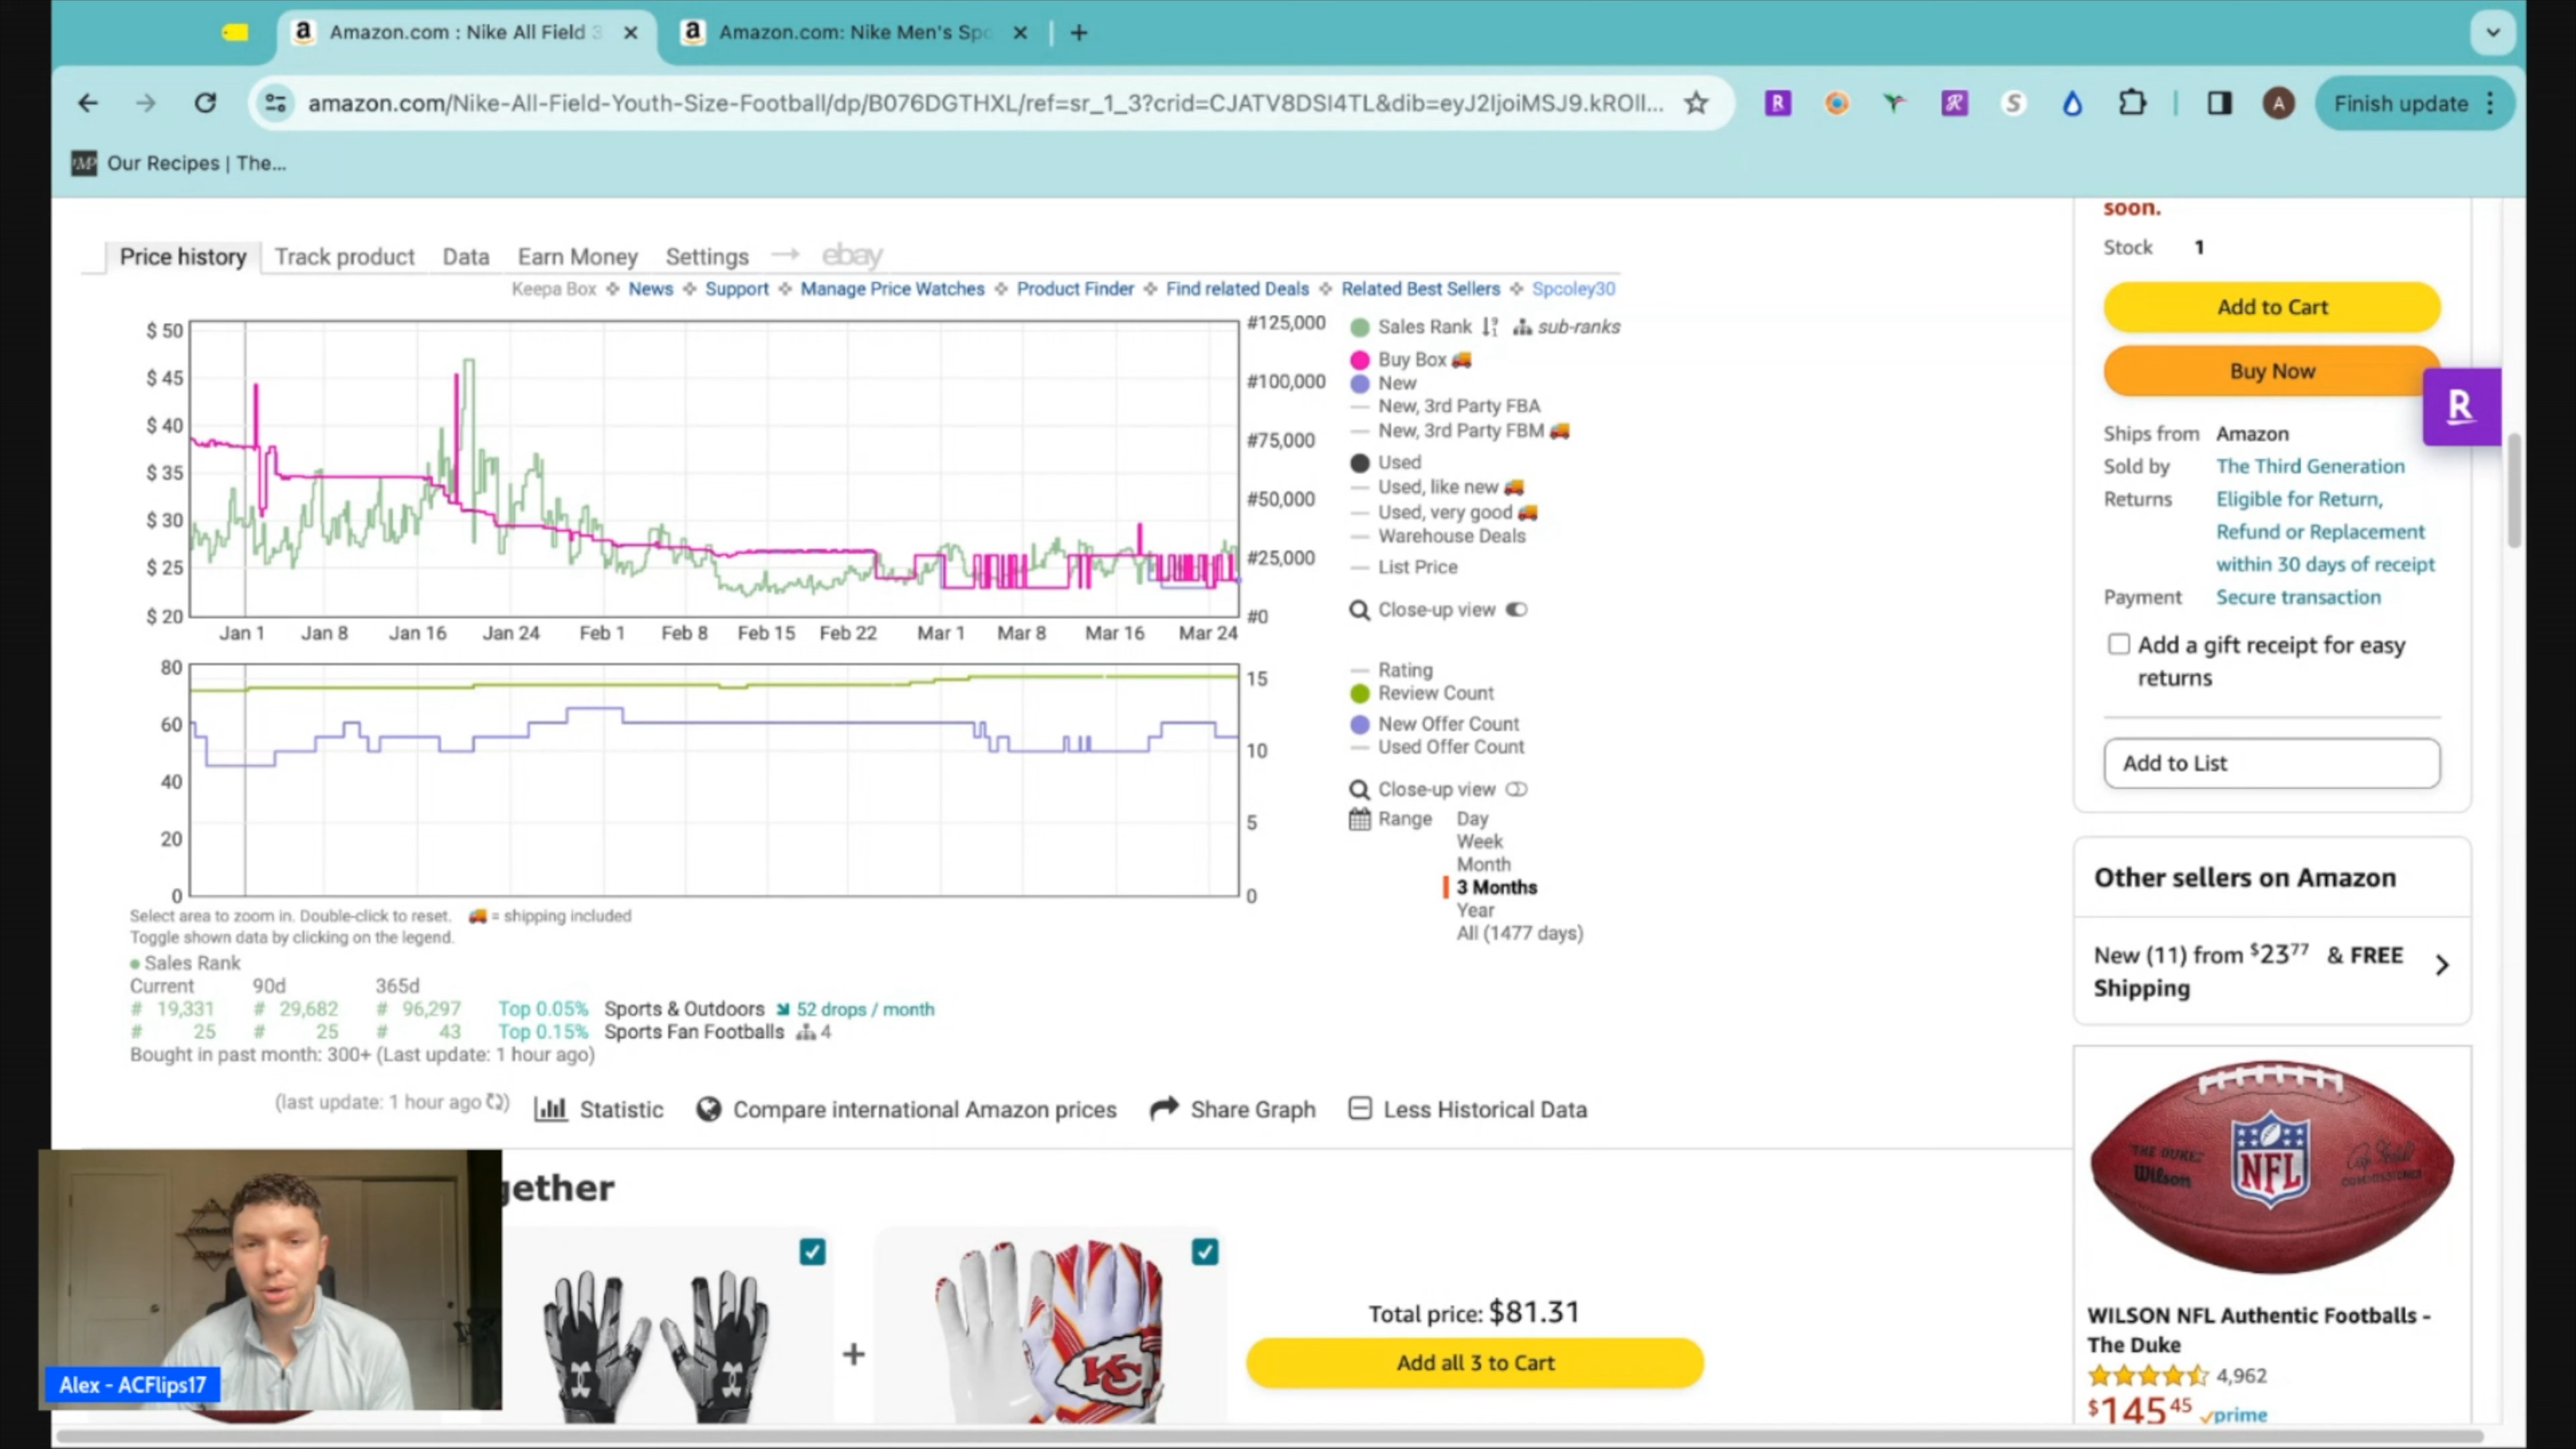 Amazon.com : Nike All Field 3
Amazon.com: Nike Men's Spo
amazon.com/Nike-All-Field-Youth-Size-Football/dp/B076DGTHXL/ref=sr_1_3?crid=CJATV8DSI4TL&dib=eyJ2IjoiMSJ9.kROII...
A
Finish update
Our Recipes | The...
Price history Track product Data Earn Money Settings ebay
Keepa Box News Support Manage Price Watches Product Finder Find related Deals Related Best Sellers Spcoley30
$ 50
$ 45
$ 40
$ 35
$ 30
$ 25
$ 20
#125,000
#100,000
#75,000
#50,000
#25,000
#0
Jan 1 Jan 8 Jan 16 Jan 24 Feb 1 Feb 8 Feb 15 Feb 22 Mar 1 Mar 8 Mar 16 Mar 24
Sales Rank sub-ranks
Buy Box
New
New, 3rd Party FBA
New, 3rd Party FBM
Used
Used, like new
Used, very good
Warehouse Deals
List Price
Close-up view
80
60
40
20
0
15
10
5
0
Rating
Review Count
New Offer Count
Used Offer Count
Close-up view
Range Day
Week
Month
3 Months
Year
All (1477 days)
Select area to zoom in. Double-click to reset. = shipping included
Toggle shown data by clicking on the legend.
Sales Rank
Current 90d 365d
# 19,331 # 29,682 # 96,297 Top 0.05% Sports & Outdoors 52 drops / month
# 25 # 25 # 43 Top 0.15% Sports Fan Footballs 4
Bought in past month: 300+ (Last update: 1 hour ago)
(last update: 1 hour ago) Statistic Compare international Amazon prices Share Graph Less Historical Data
gether
KC
+
Total price: $81.31
Add all 3 to Cart
Alex - ACFlips17
soon.
Stock 1
Add to Cart
Buy Now
R
Ships from Amazon
Sold by The Third Generation
Returns Eligible for Return,
Refund or Replacement
within 30 days of receipt
Payment Secure transaction
Add a gift receipt for easy
returns
Add to List
Other sellers on Amazon
New (11) from $23.77 & FREE
Shipping
THE DUKE
Wilson
NFL
WILSON NFL Authentic Footballs -
The Duke
4,962
$145.45 prime